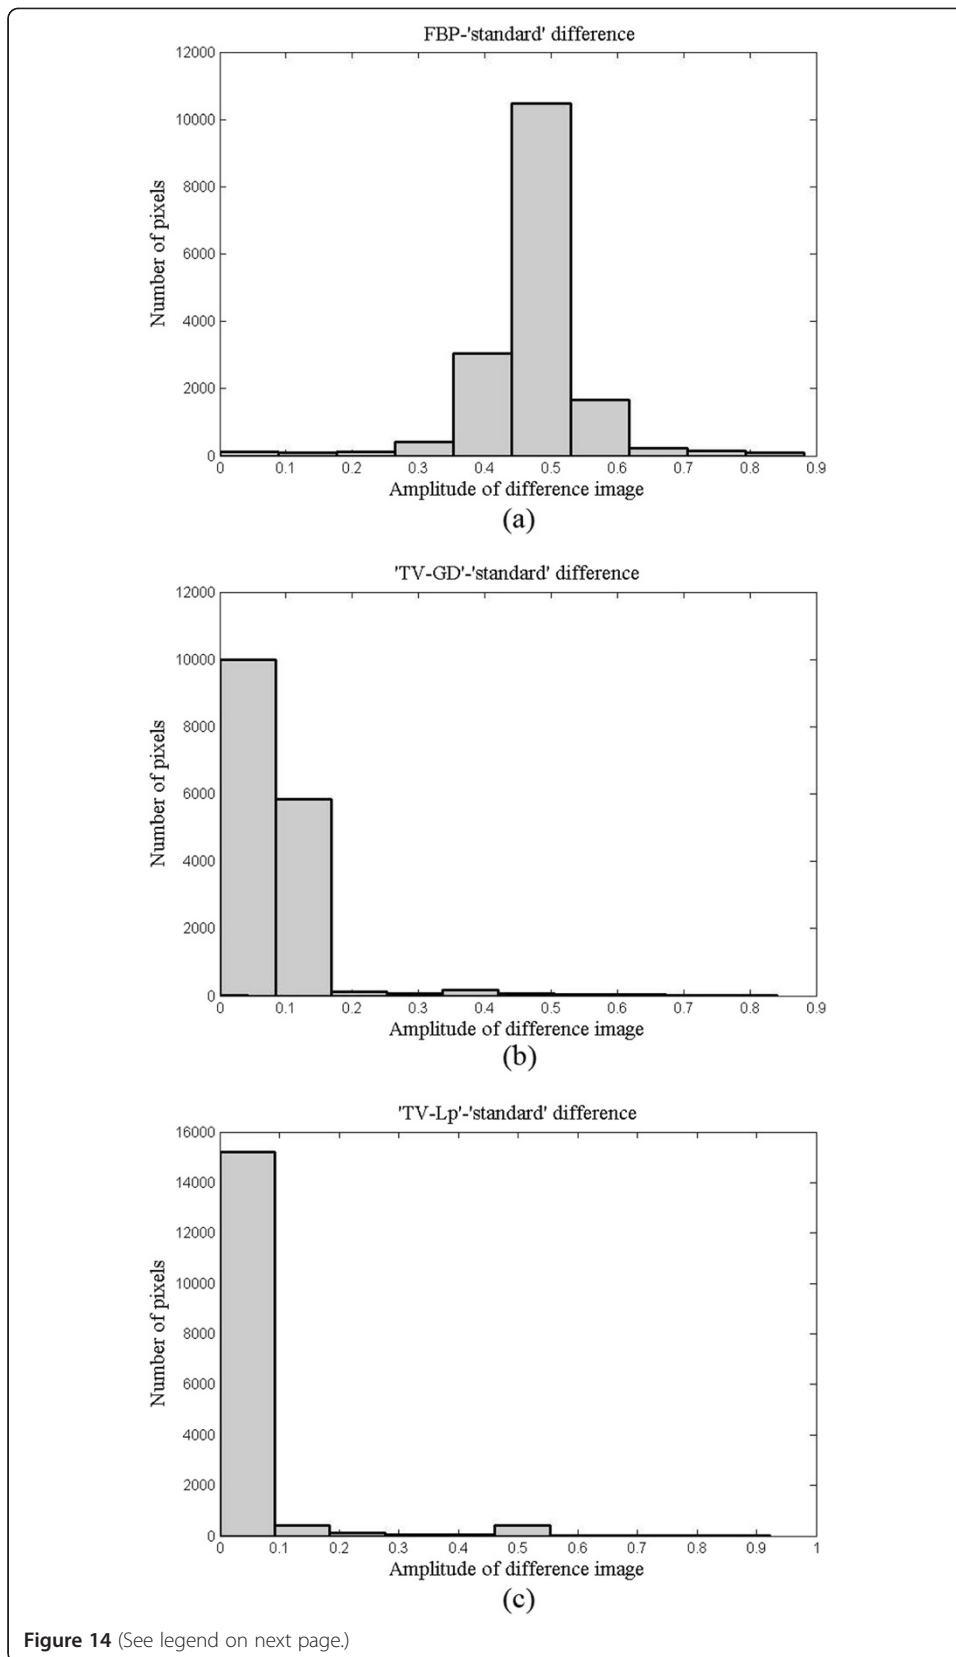 FBP-'standard' difference
12000
10000
8000
6000
4000
2000
0
Number of pixels
0 0.1 0.2 0.3 0.4 0.5 0.6 0.7 0.8 0.9
Amplitude of difference image
(a)
'TV-GD'-'standard' difference
12000
10000
8000
6000
4000
2000
0
Number of pixels
0 0.1 0.2 0.3 0.4 0.5 0.6 0.7 0.8 0.9
Amplitude of difference image
(b)
'TV-Lp'-'standard' difference
16000
14000
12000
10000
8000
6000
4000
2000
0
Number of pixels
0 0.1 0.2 0.3 0.4 0.5 0.6 0.7 0.8 0.9 1
Amplitude of difference image
(c)
Figure 14 (See legend on next page.)